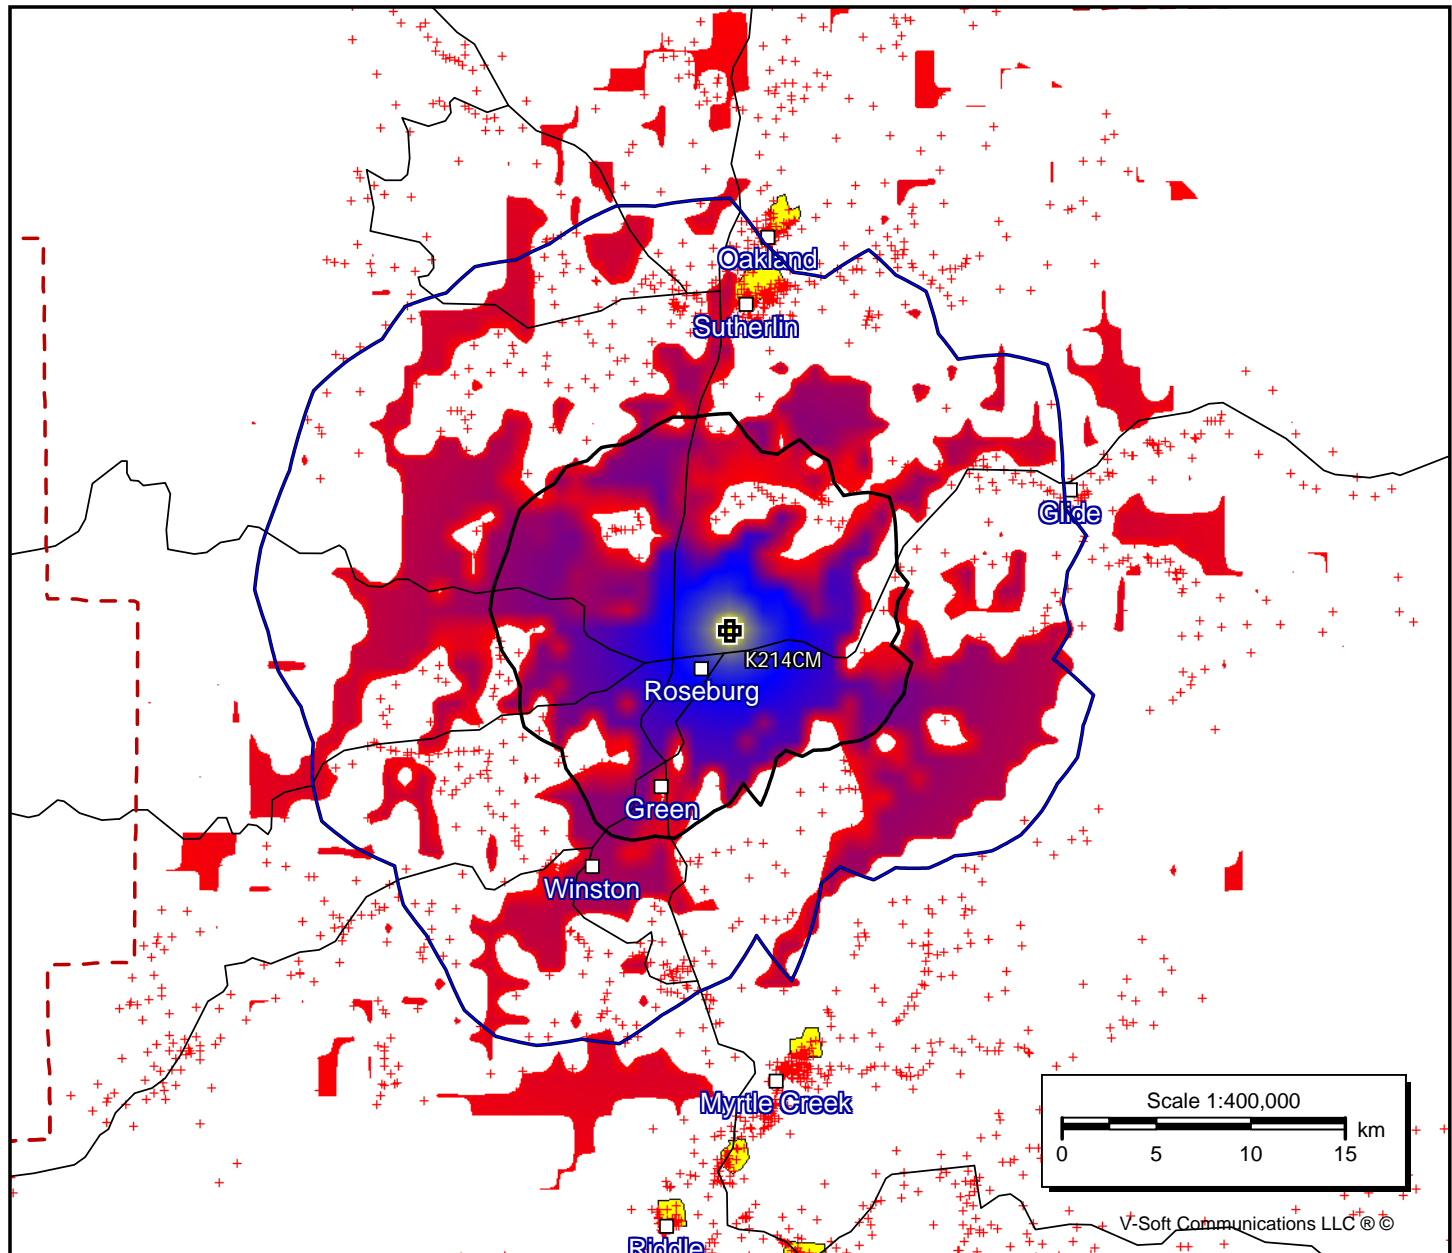 Oakland
Sutherlin
Glide
K214CM
Roseburg
Green
Winston
Myrtle Creek
Scale 1:400,000
km
0 5 10 15
V-Soft Communications LLC ® ©
Riddle